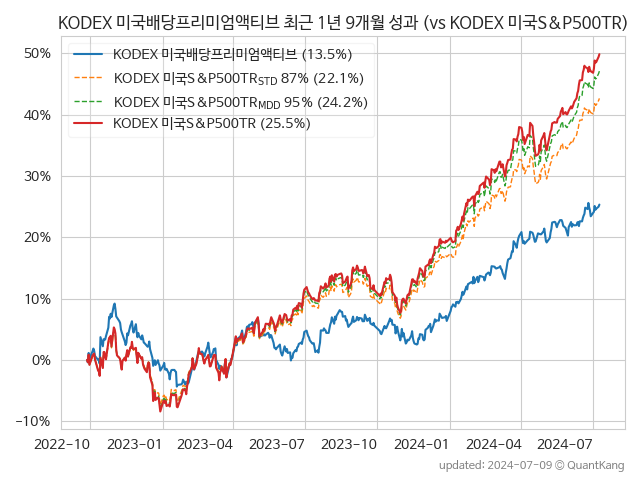 KODEX 미국배당프리미엄액티브 최근 1년 9개월 성과 (vs KODEX 미국S&P500TR)
KODEX 미국배당프리미엄액티브 (13.5%)
KODEX 미국S&P500TR_STD 87% (22.1%)
KODEX 미국S&P500TR_MDD 95% (24.2%)
KODEX 미국S&P500TR (25.5%)
50%
40%
30%
20%
10%
0%
−10%
2022-10 2023-01 2023-04 2023-07 2023-10 2024-01 2024-04 2024-07
updated: 2024-07-09 © QuantKang